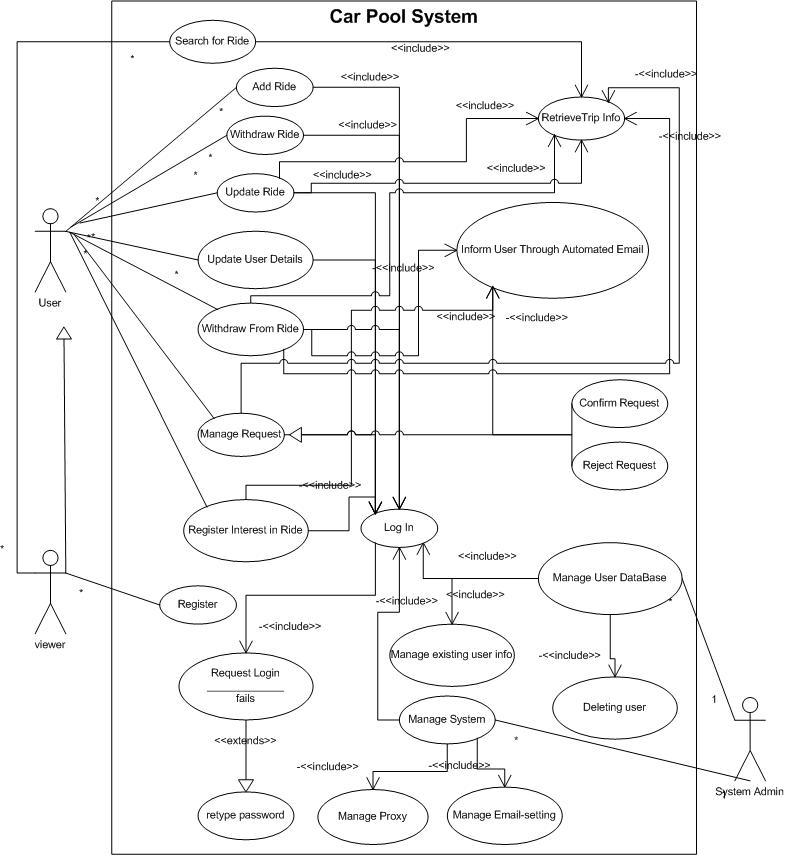 Car Pool System
Search for Ride
<<include>>
*
Add Ride
<<include>>
-<<include>>
*
RetrieveTrip Info
Withdraw Ride
<<include>>
<<include>>
-<<include>>
*
*
<<include>>
<<include>>
Update Ride
*
**
*
Update User Details
Inform User Through Automated Email
-<<include>>
*
User
Withdraw From Ride
<<include>>
-<<include>>
Confirm Request
Manage Request
Reject Request
-<<include>>
Register Interest in Ride
Log In
*
<<include>>
Manage User DataBase
*
*
Register
-<<include>>
<<include>>
viewer
-<<include>>
Manage existing user info
-<<include>>
Request Login
fails
Deleting user
1
Manage System
<<extends>>
*
-<<include>>
-<<include>>
System Admin
1
retype password
Manage Proxy
Manage Email-setting